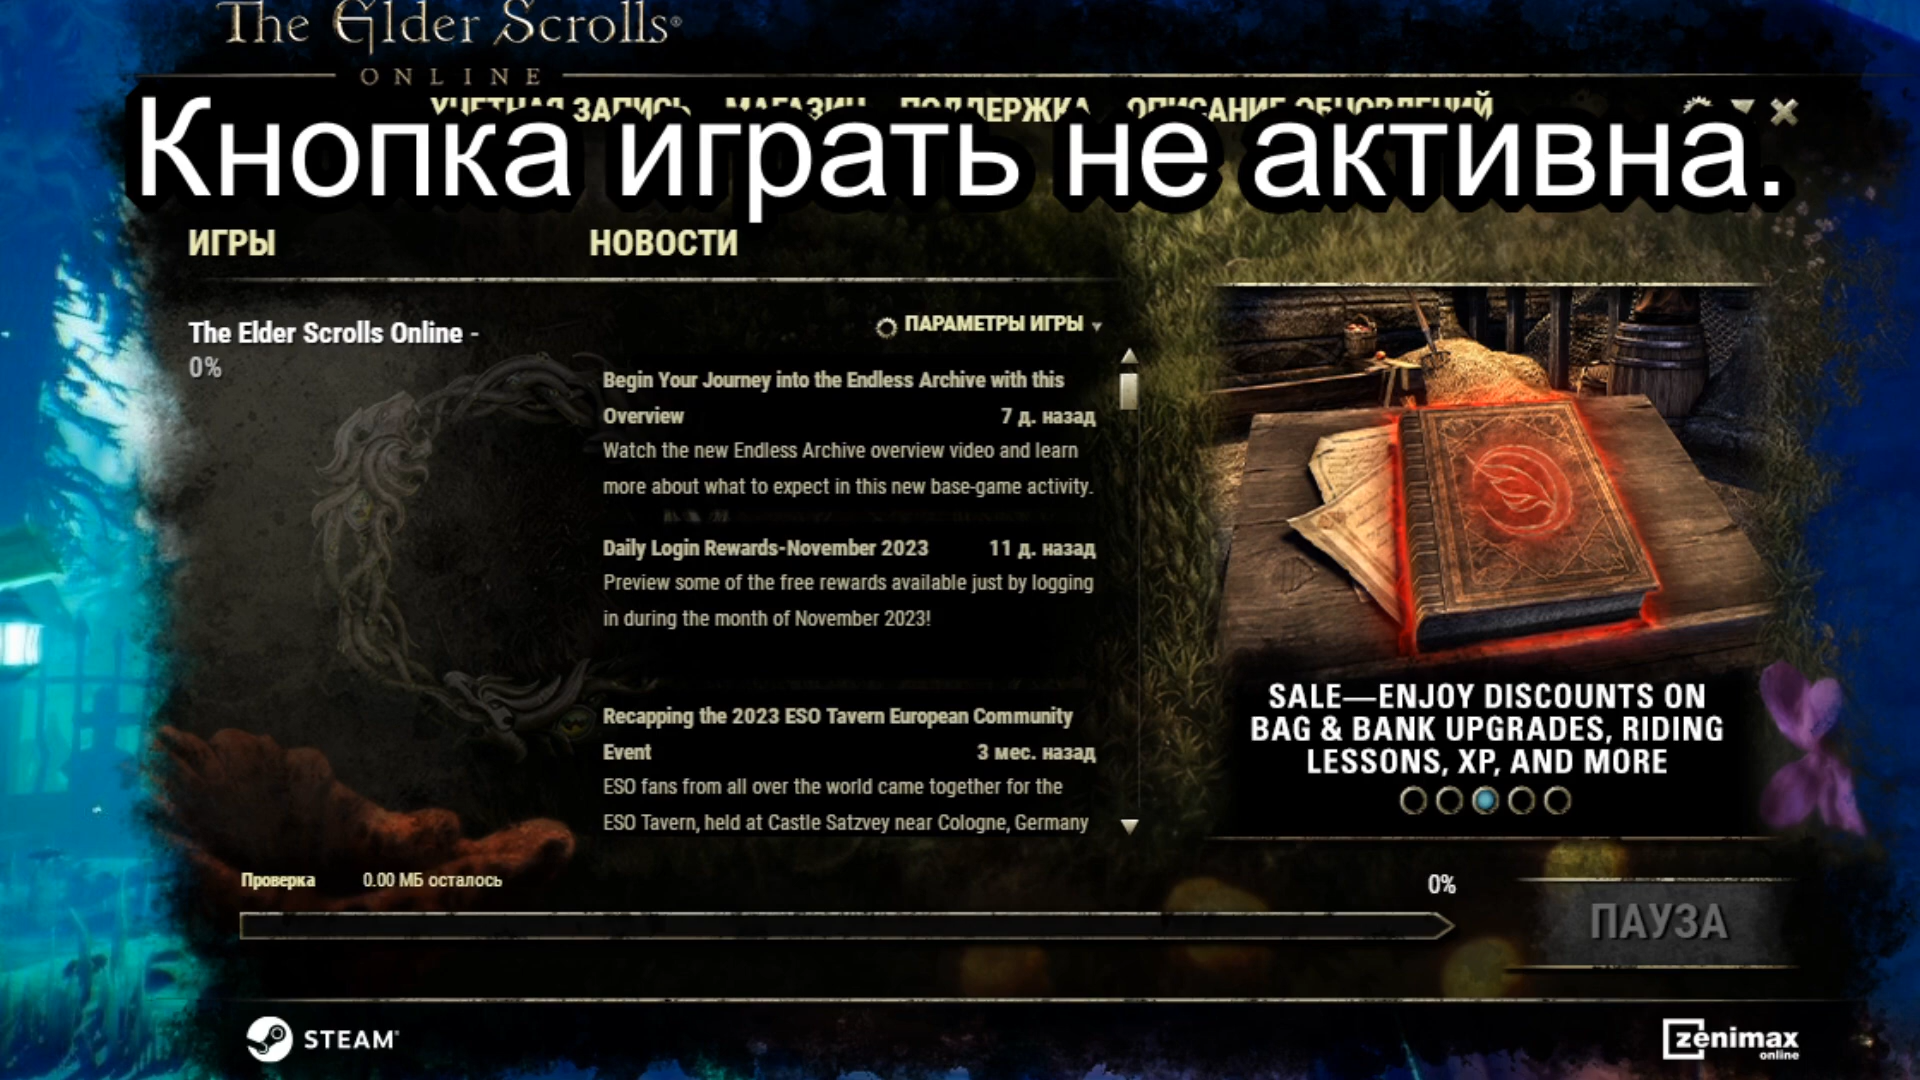 The Elder Scrolls®
ONLINE
УЧЕТНАЯ ЗАПИСЬ МАГАЗИН ПОДДЕРЖКА ОПИСАНИЕ ОБНОВЛЕНИЙ
Кнопка играть не активна.
ИГРЫ
НОВОСТИ
The Elder Scrolls Online -
0%
ПАРАМЕТРЫ ИГРЫ
Begin Your Journey into the Endless Archive with this
Overview 7 д. назад
Watch the new Endless Archive overview video and learn
more about what to expect in this new base-game activity.
Daily Login Rewards-November 2023 11 д. назад
Preview some of the free rewards available just by logging
in during the month of November 2023!
Recapping the 2023 ESO Tavern European Community
Event 3 мес. назад
ESO fans from all over the world came together for the
ESO Tavern, held at Castle Satzvey near Cologne, Germany
SALE—ENJOY DISCOUNTS ON
BAG & BANK UPGRADES, RIDING
LESSONS, XP, AND MORE
Проверка 0.00 МБ осталось
0%
ПАУЗА
STEAM®
zenimax
online